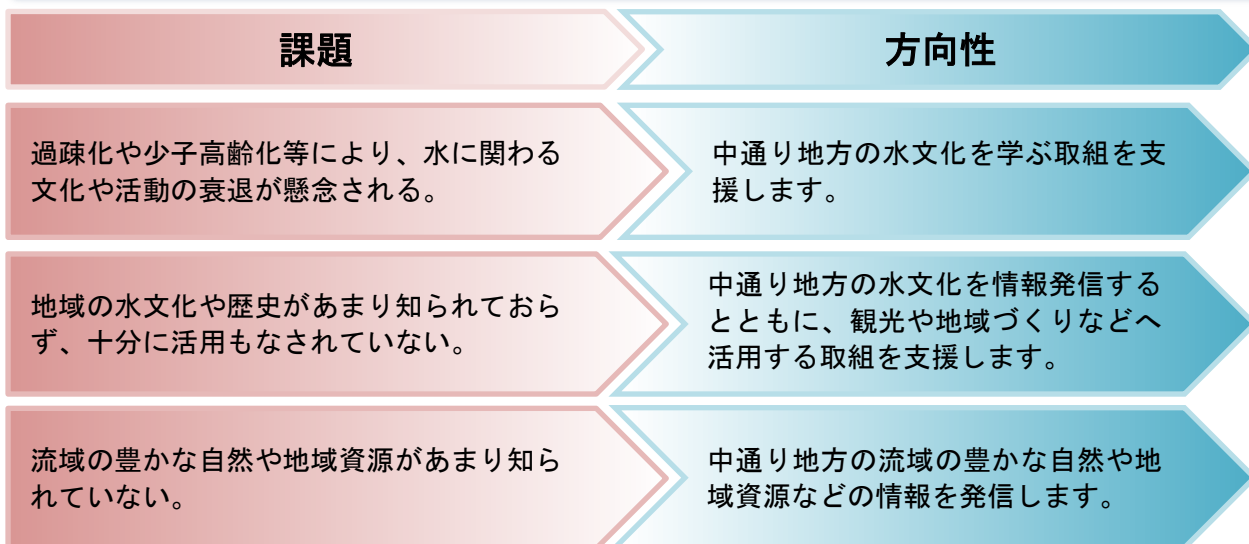 課題
方向性
過疎化や少子高齢化等により、水に関わる
文化や活動の衰退が懸念される。
中通り地方の水文化を学ぶ取組を支
援します。
地域の水文化や歴史があまり知られておら
ず、十分に活用もなされていない。
中通り地方の水文化を情報発信する
とともに、観光や地域づくりなどへ
活用する取組を支援します。
流域の豊かな自然や地域資源があまり知ら
れていない。
中通り地方の流域の豊かな自然や地
域資源などの情報を発信します。